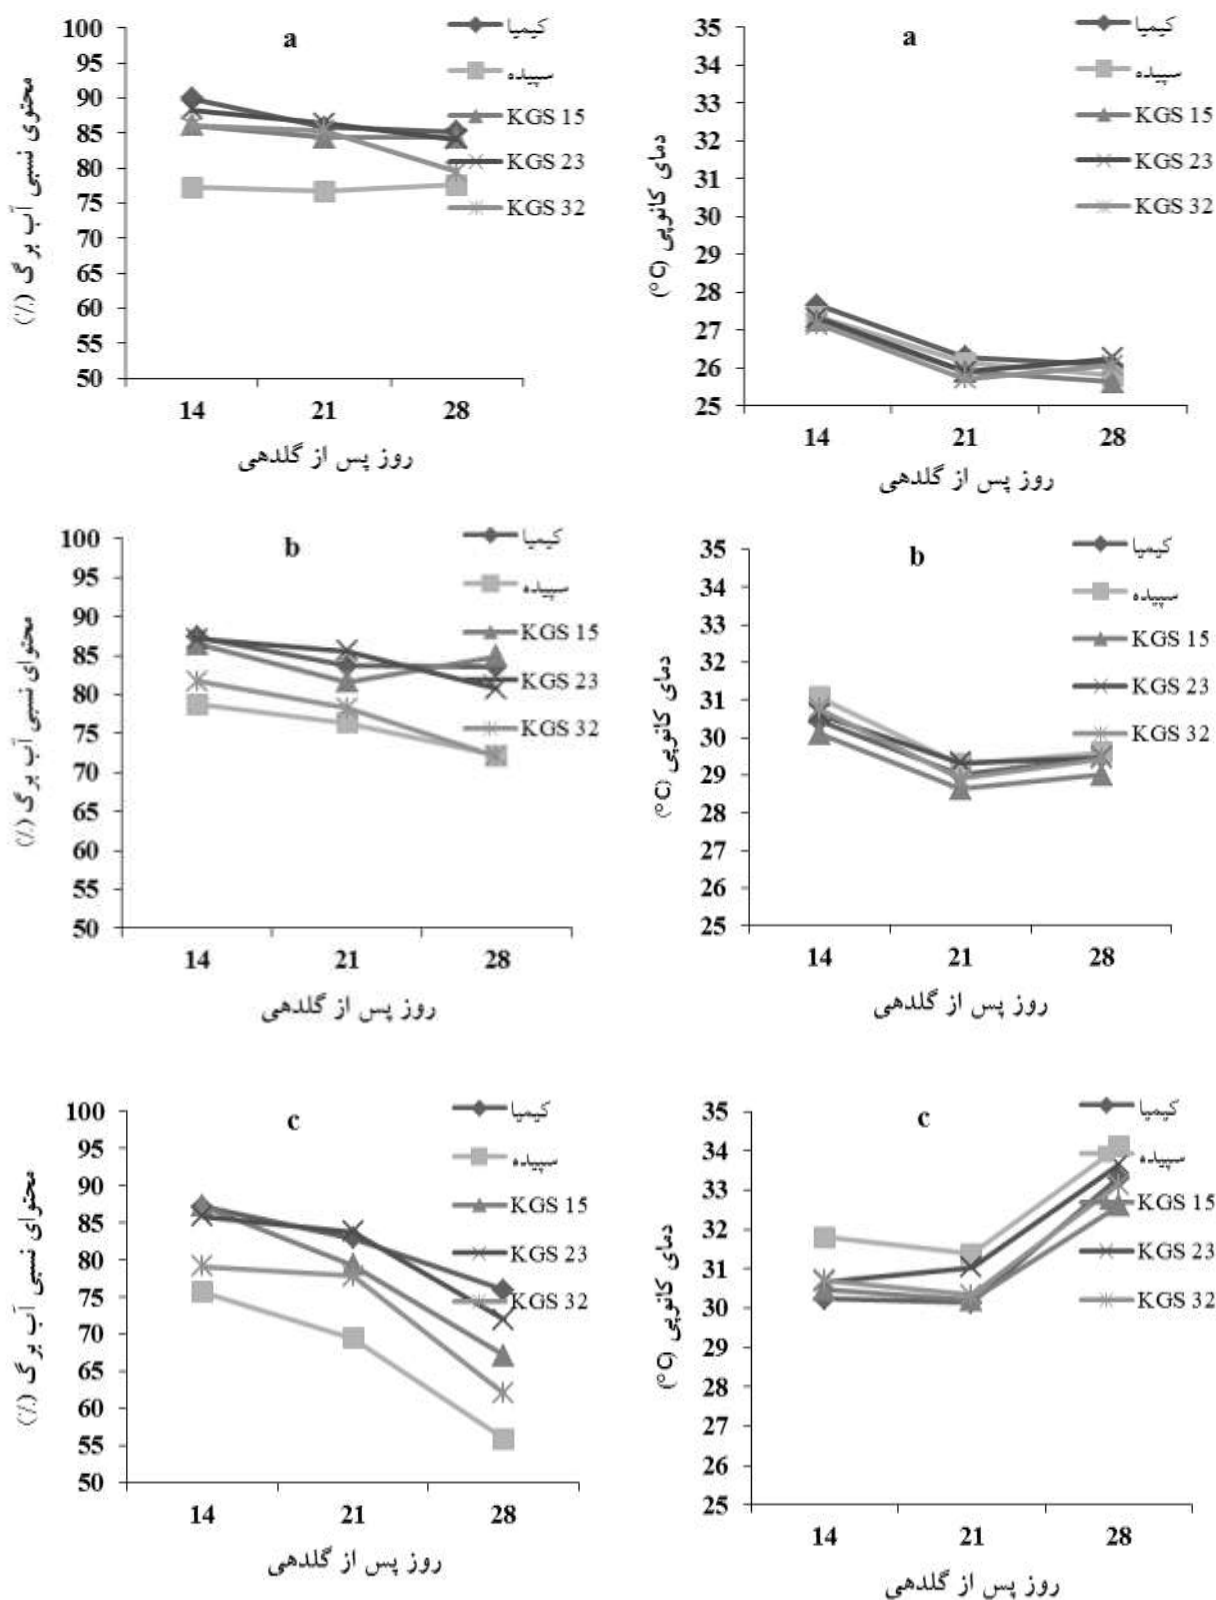 a
محتوی نسبی آب برگ (٪)
100
95
90
85
80
75
70
65
60
55
50
14 21 28
روز پس از گلدهی
کیمیا
سپیده
KGS 15
KGS 23
KGS 32
a
دمای کانوپی (°C)
35
34
33
32
31
30
29
28
27
26
25
14 21 28
روز پس از گلدهی
کیمیا
سپیده
KGS 15
KGS 23
KGS 32
b
محتوای نسبی آب برگ (٪)
100
95
90
85
80
75
70
65
60
55
50
14 21 28
روز پس از گلدهی
کیمیا
سپیده
KGS 15
KGS 23
KGS 32
b
دمای کانوپی (°C)
35
34
33
32
31
30
29
28
27
26
25
14 21 28
روز پس از گلدهی
کیمیا
سپیده
KGS 15
KGS 23
KGS 32
c
محتوای نسبی آب برگ (٪)
100
95
90
85
80
75
70
65
60
55
50
14 21 28
روز پس از گلدهی
کیمیا
سپیده
KGS 15
KGS 23
KGS 32
c
دمای کانوپی (°C)
35
34
33
32
31
30
29
28
27
26
25
14 21 28
روز پس از گلدهی
کیمیا
سپیده
KGS 15
KGS 23
KGS 32